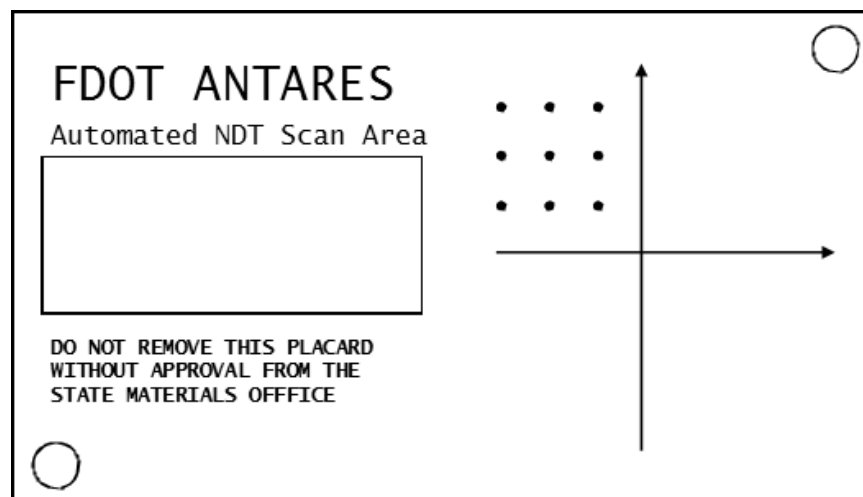 FDOT ANTARES
Automated NDT Scan Area
DO NOT REMOVE THIS PLACARD
WITHOUT APPROVAL FROM THE
STATE MATERIALS OFFFICE